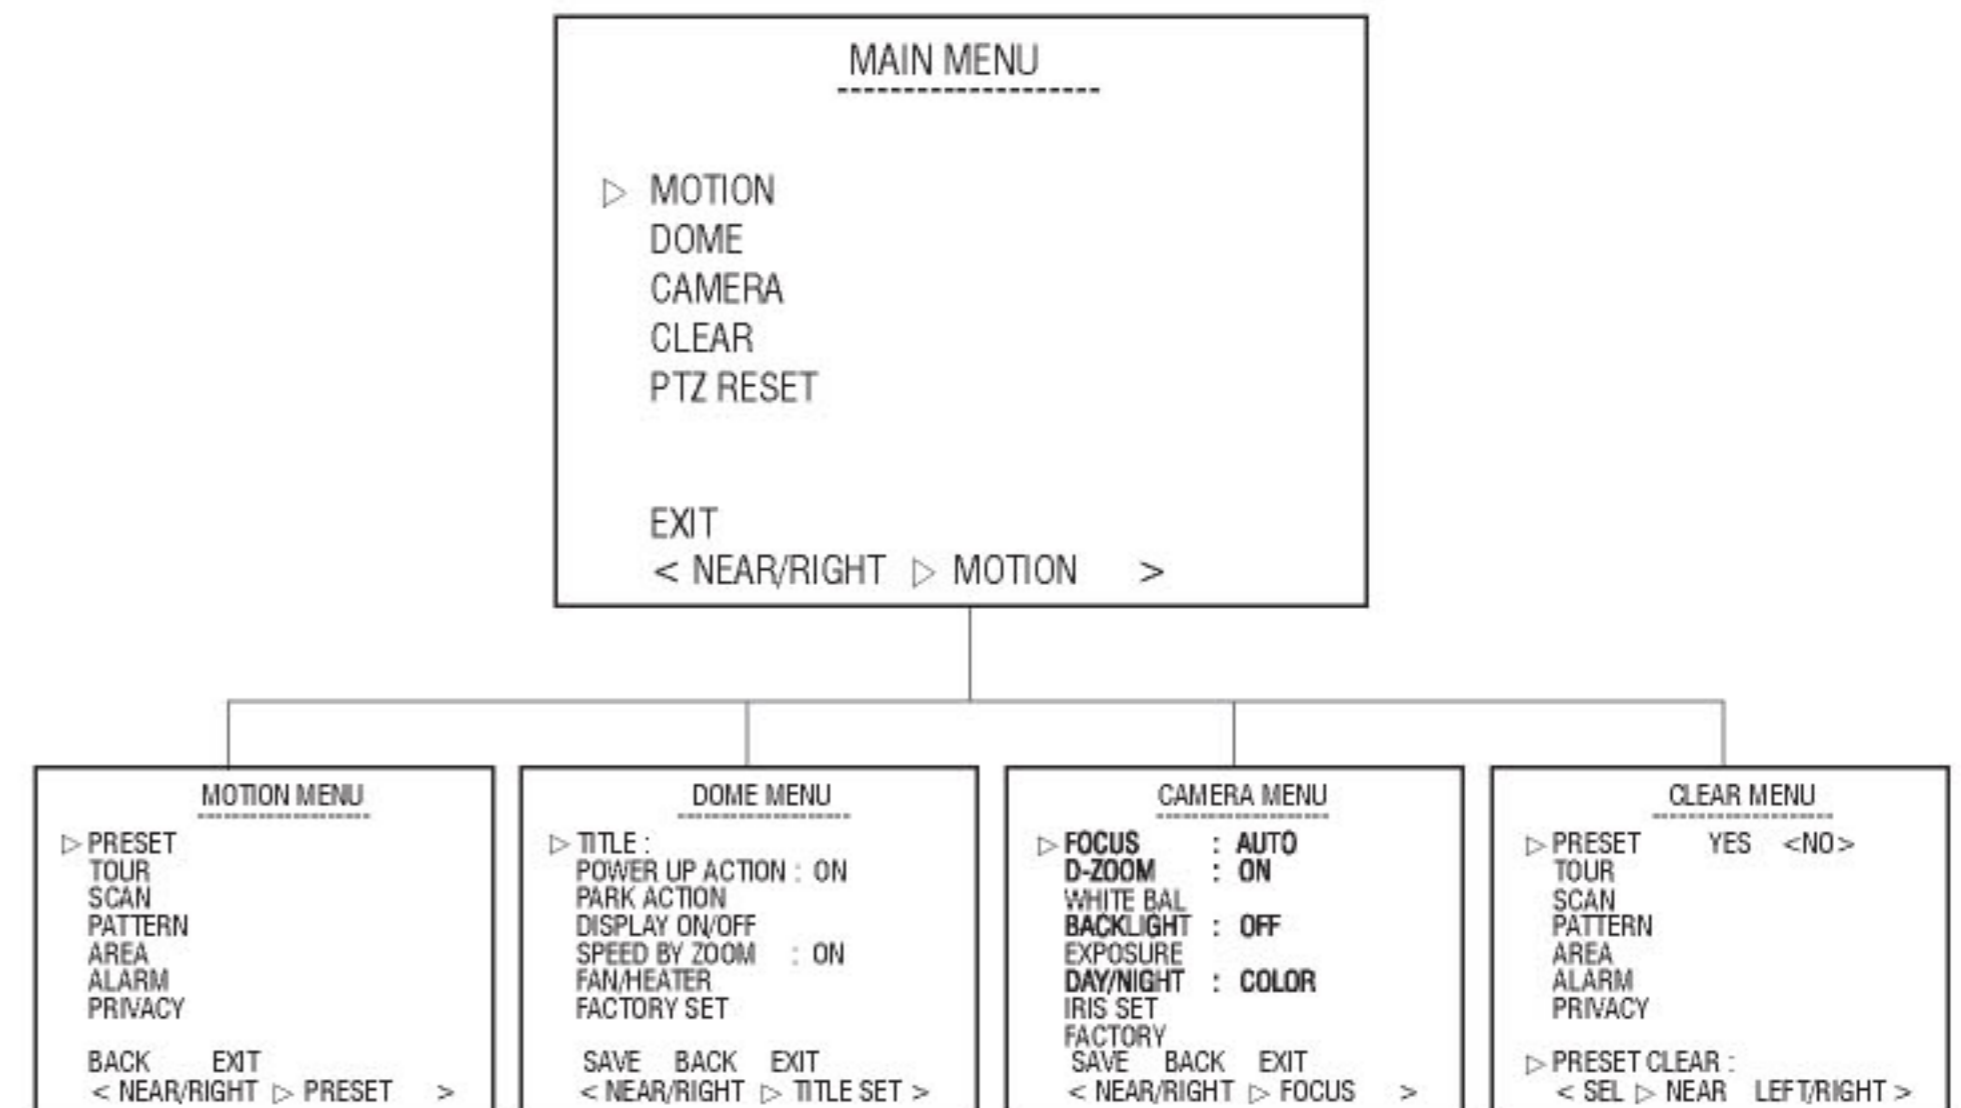 MAIN MENU
▷ MOTION
DOME
CAMERA
CLEAR
PTZ RESET
EXIT
< NEAR/RIGHT ▷ MOTION >
MOTION MENU
▷ PRESET
TOUR
SCAN
PATTERN
AREA
ALARM
PRIVACY
BACK EXIT
< NEAR/RIGHT ▷ PRESET >
DOME MENU
▷ TITLE :
POWER UP ACTION : ON
PARK ACTION
DISPLAY ON/OFF
SPEED BY ZOOM : ON
FAN/HEATER
FACTORY SET
SAVE BACK EXIT
< NEAR/RIGHT ▷ TITLE SET >
CAMERA MENU
▷ FOCUS : AUTO
D-ZOOM : ON
WHITE BAL
BACKLIGHT : OFF
EXPOSURE
DAY/NIGHT : COLOR
IRIS SET
FACTORY
SAVE BACK EXIT
< NEAR/RIGHT ▷ FOCUS >
CLEAR MENU
▷ PRESET YES <NO>
TOUR
SCAN
PATTERN
AREA
ALARM
PRIVACY
▷ PRESET CLEAR :
< SEL ▷ NEAR LEFT/RIGHT >